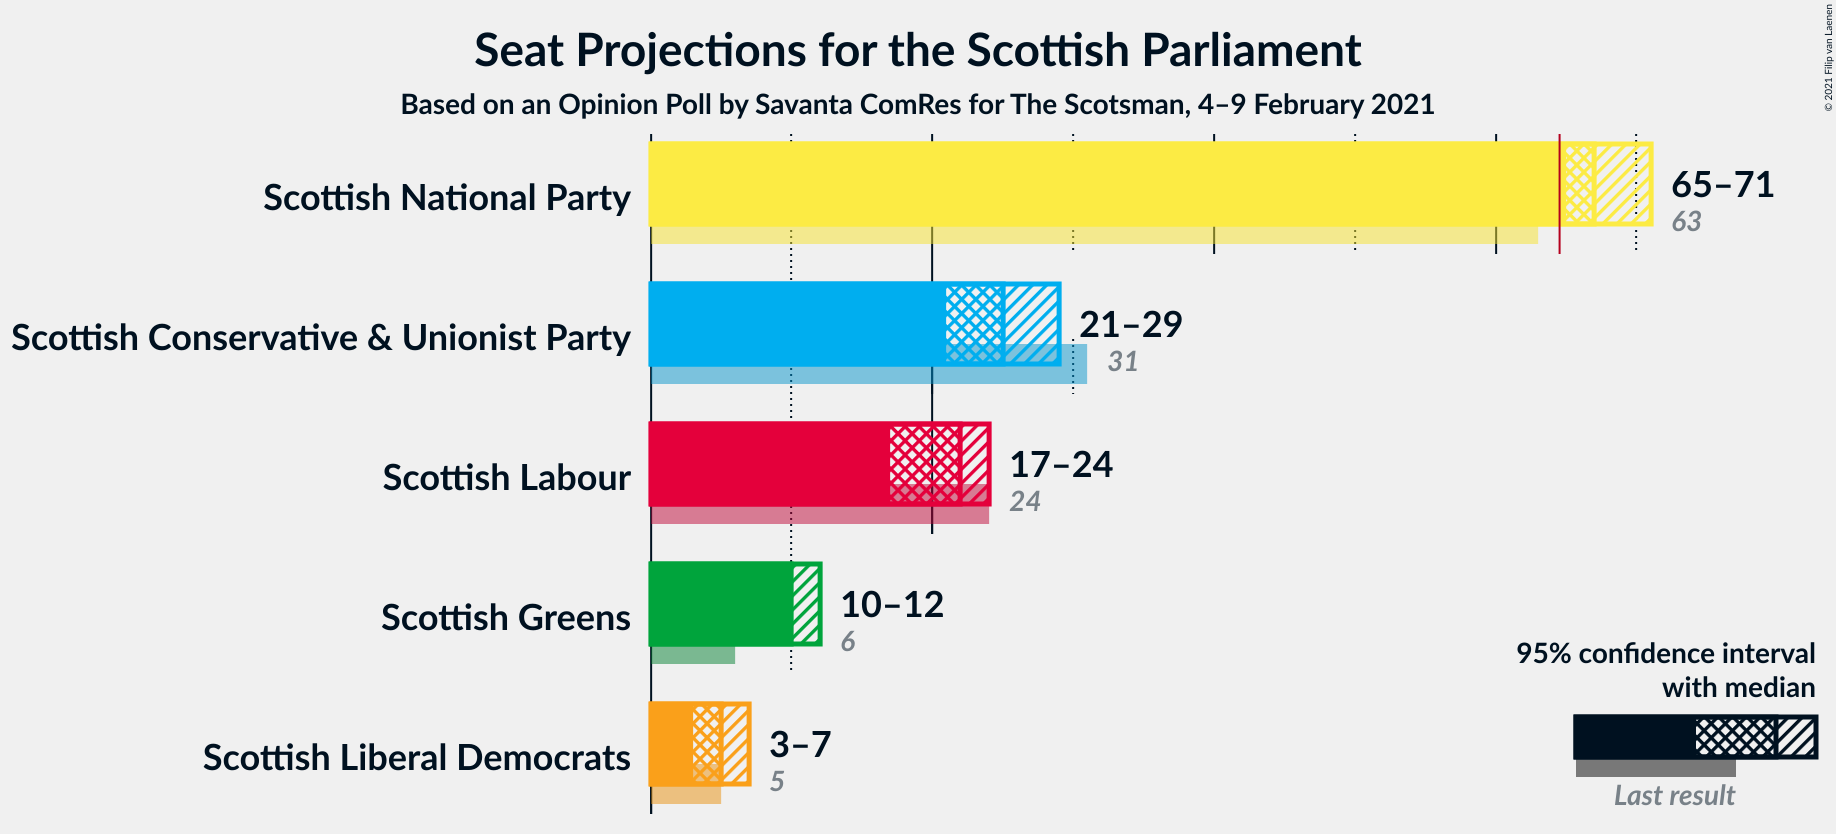 Seat Projections for the Scottish Parliament
Based on an Opinion Poll by Savanta ComRes for The Scotsman, 4–9 February 2021
© 2021 Filip van Laenen
Scottish National Party
65–71
63
Scottish Conservative & Unionist Party
21–29
31
Scottish Labour
17–24
24
Scottish Greens
10–12
6
Scottish Liberal Democrats
3–7
5
95% confidence interval
with median
Last result